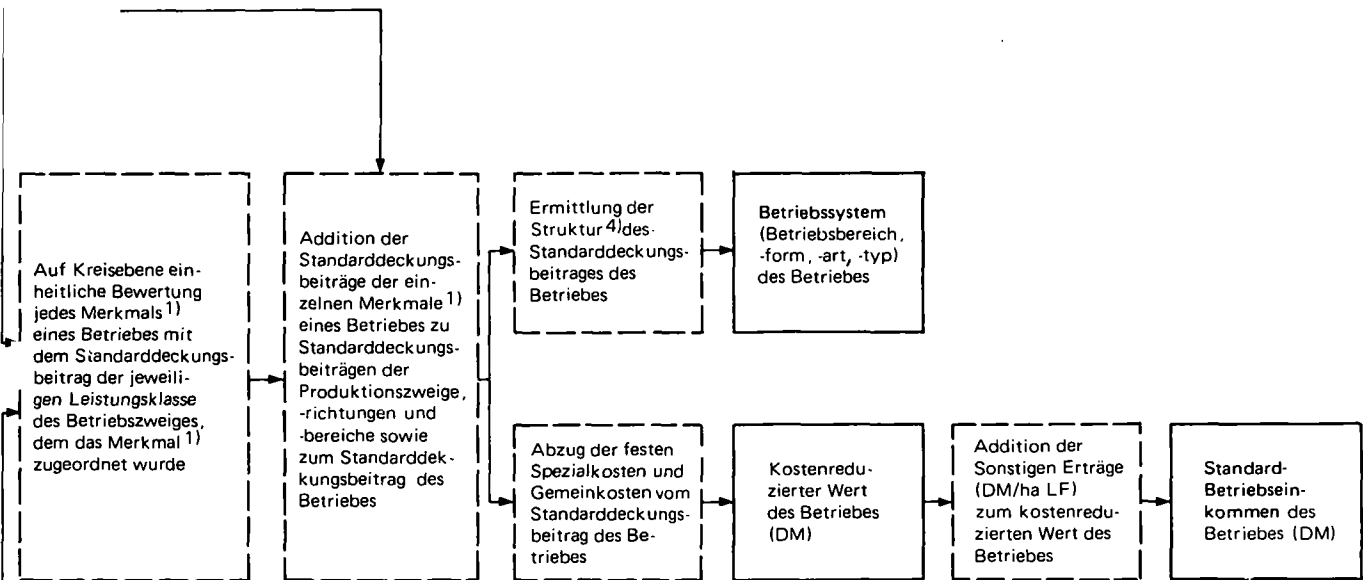 Auf Kreisebene ein-
heitliche Bewertung
jedes Merkmals 1)
eines Betriebes mit
dem Standarddeckungs-
beitrag der jeweili-
gen Leistungsklasse
des Betriebszweiges,
dem das Merkmal 1)
zugeordnet wurde
Addition der
Standarddeckungs-
beiträge der ein-
zelnen Merkmale 1)
eines Betriebes zu
Standarddeckungs-
beiträgen der
Produktionszweige,
-richtungen und
-bereiche sowie
zum Standarddek-
kungsbeitrag des
Betriebes
Ermittlung der
Struktur 4) des
Standarddeckungs-
beitrages des
Betriebes
Betriebssystem
(Betriebsbereich,
-form, -art, -typ)
des Betriebes
Abzug der festen
Spezialkosten und
Gemeinkosten vom
Standarddeckungs-
beitrag des Be-
triebes
Kostenredu-
zierter Wert
des Betriebes
(DM)
Addition der
Sonstigen Erträge
(DM/ha LF)
zum kostenredu-
zierten Wert des
Betriebes
Standard-
Betriebsein-
kommen des
Betriebes (DM)